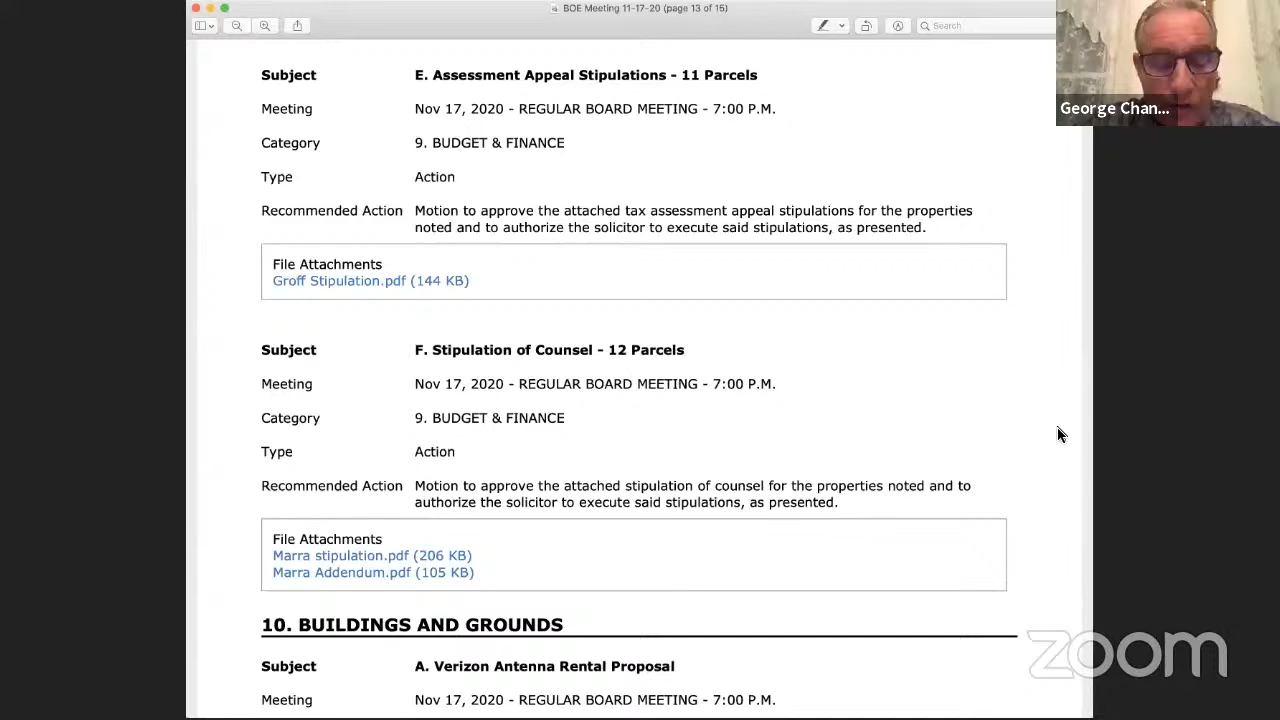 BOE Meeting 11-17-20 (page 13 of 15)
Search
George Chan...
Subject E. Assessment Appeal Stipulations - 11 Parcels
Meeting Nov 17, 2020 - REGULAR BOARD MEETING - 7:00 P.M.
Category 9. BUDGET & FINANCE
Type Action
Recommended Action Motion to approve the attached tax assessment appeal stipulations for the properties
noted and to authorize the solicitor to execute said stipulations, as presented.
File Attachments
Groff Stipulation.pdf (144 KB)
Subject F. Stipulation of Counsel - 12 Parcels
Meeting Nov 17, 2020 - REGULAR BOARD MEETING - 7:00 P.M.
Category 9. BUDGET & FINANCE
Type Action
Recommended Action Motion to approve the attached stipulation of counsel for the properties noted and to
authorize the solicitor to execute said stipulations, as presented.
File Attachments
Marra stipulation.pdf (206 KB)
Marra Addendum.pdf (105 KB)
10. BUILDINGS AND GROUNDS
Subject A. Verizon Antenna Rental Proposal
Meeting Nov 17, 2020 - REGULAR BOARD MEETING - 7:00 P.M.
zoom